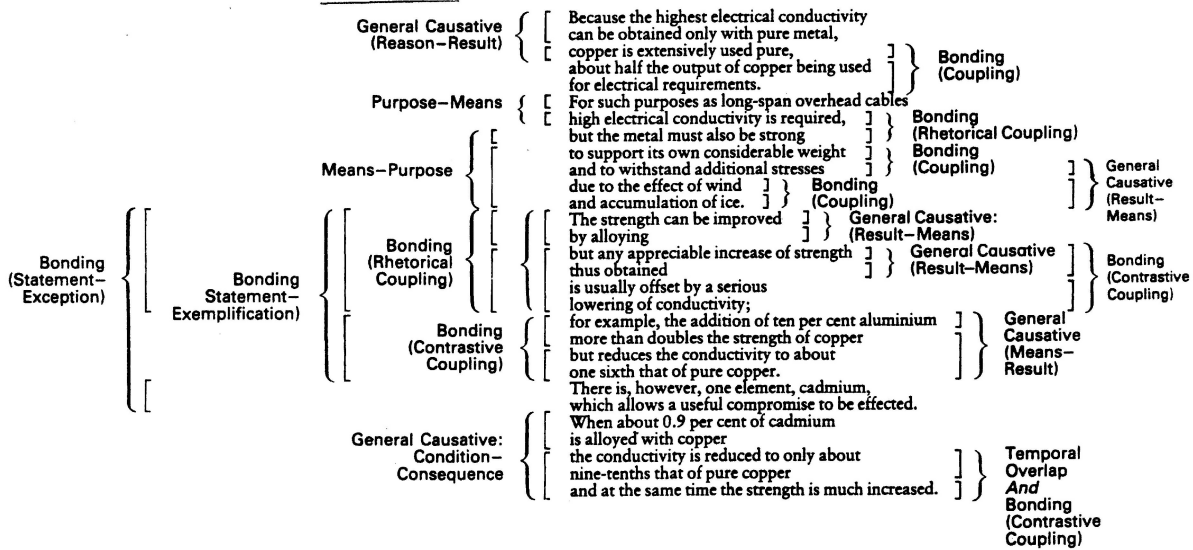 General Causative
(Reason–Result)
Because the highest electrical conductivity
can be obtained only with pure metal,
copper is extensively used pure,
about half the output of copper being used
for electrical requirements.
Bonding
(Coupling)
Purpose–Means
For such purposes as long-span overhead cables
high electrical conductivity is required,
but the metal must also be strong
Bonding
(Rhetorical Coupling)
Means–Purpose
to support its own considerable weight
and to withstand additional stresses
Bonding
(Coupling)
due to the effect of wind
and accumulation of ice.
Bonding
(Coupling)
General
Causative
(Result–
Means)
Bonding
(Statement–
Exception)
Bonding
Statement–
Exemplification)
Bonding
(Rhetorical
Coupling)
The strength can be improved
by alloying
General Causative:
(Result–Means)
but any appreciable increase of strength
thus obtained
General Causative
(Result–Means)
is usually offset by a serious
lowering of conductivity;
Bonding
(Contrastive
Coupling)
Bonding
(Contrastive
Coupling)
for example, the addition of ten per cent aluminium
more than doubles the strength of copper
but reduces the conductivity to about
one sixth that of pure copper.
General
Causative
(Means–
Result)
There is, however, one element, cadmium,
which allows a useful compromise to be effected.
General Causative:
Condition–
Consequence
When about 0.9 per cent of cadmium
is alloyed with copper
the conductivity is reduced to only about
nine-tenths that of pure copper
and at the same time the strength is much increased.
Temporal
Overlap
And
Bonding
(Contrastive
Coupling)